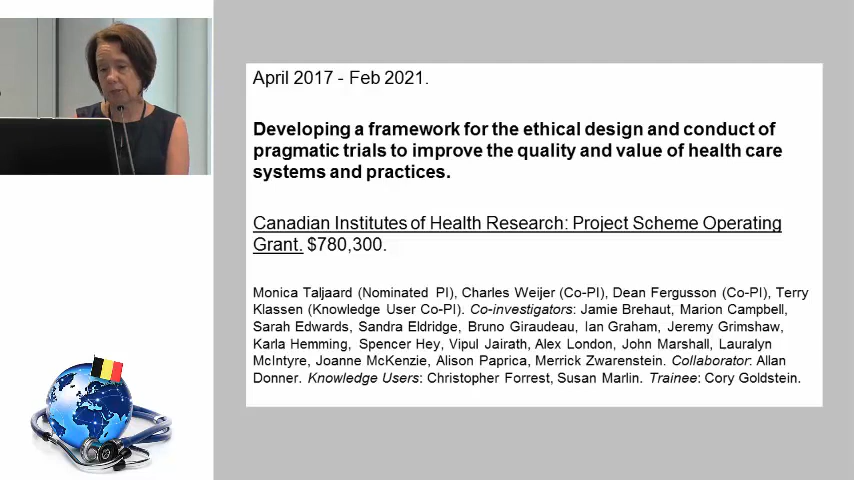 April 2017 - Feb 2021.
Developing a framework for the ethical design and conduct of
pragmatic trials to improve the quality and value of health care
systems and practices.
Canadian Institutes of Health Research: Project Scheme Operating
Grant. $780,300.
Monica Taljaard (Nominated PI), Charles Weijer (Co-PI), Dean Fergusson (Co-PI), Terry
Klassen (Knowledge User Co-PI). Co-investigators: Jamie Brehaut, Marion Campbell,
Sarah Edwards, Sandra Eldridge, Bruno Giraudeau, Ian Graham, Jeremy Grimshaw,
Karla Hemming, Spencer Hey, Vipul Jairath, Alex London, John Marshall, Lauralyn
McIntyre, Joanne McKenzie, Alison Paprica, Merrick Zwarenstein. Collaborator: Allan
Donner. Knowledge Users: Christopher Forrest, Susan Marlin. Trainee: Cory Goldstein.